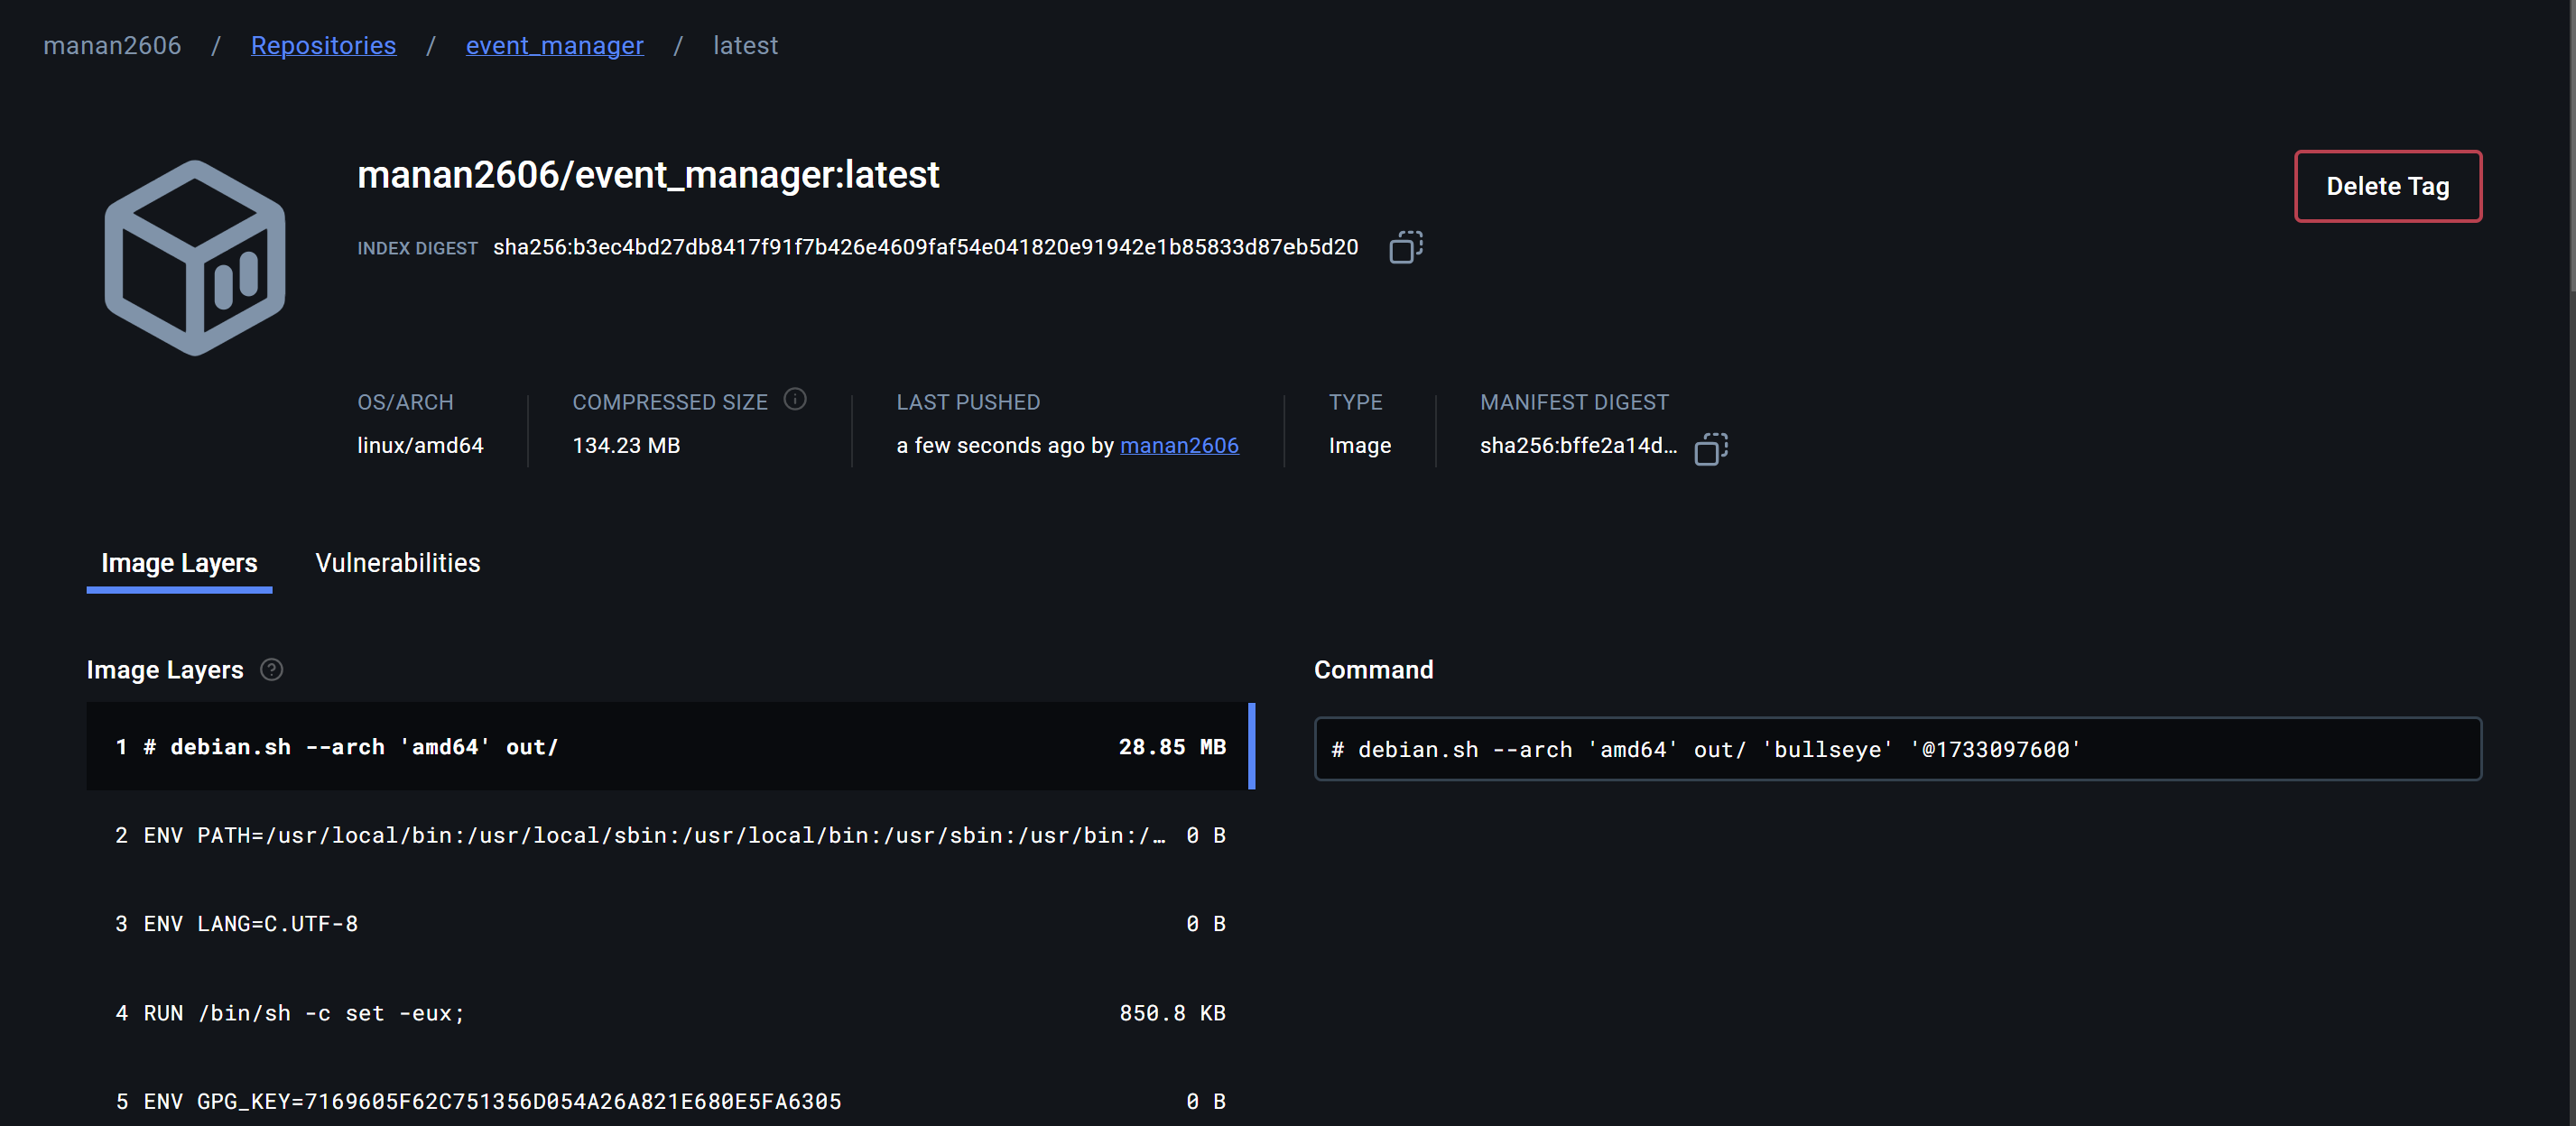 manan2606 / Repositories / event_manager / latest
manan2606/event_manager:latest
Delete Tag
INDEX DIGEST sha256:b3ec4bd27db8417f91f7b426e4609faf54e041820e91942e1b85833d87eb5d20
OS/ARCH
linux/amd64
COMPRESSED SIZE
134.23 MB
LAST PUSHED
a few seconds ago by manan2606
TYPE
Image
MANIFEST DIGEST
sha256:bffe2a14d...
Image Layers Vulnerabilities
Image Layers
1 # debian.sh --arch 'amd64' out/ 28.85 MB
2 ENV PATH=/usr/local/bin:/usr/local/sbin:/usr/local/bin:/usr/sbin:/usr/bin:/… 0 B
3 ENV LANG=C.UTF-8 0 B
4 RUN /bin/sh -c set -eux; 850.8 KB
5 ENV GPG_KEY=7169605F62C751356D054A26A821E680E5FA6305 0 B
Command
# debian.sh --arch 'amd64' out/ 'bullseye' '@1733097600'